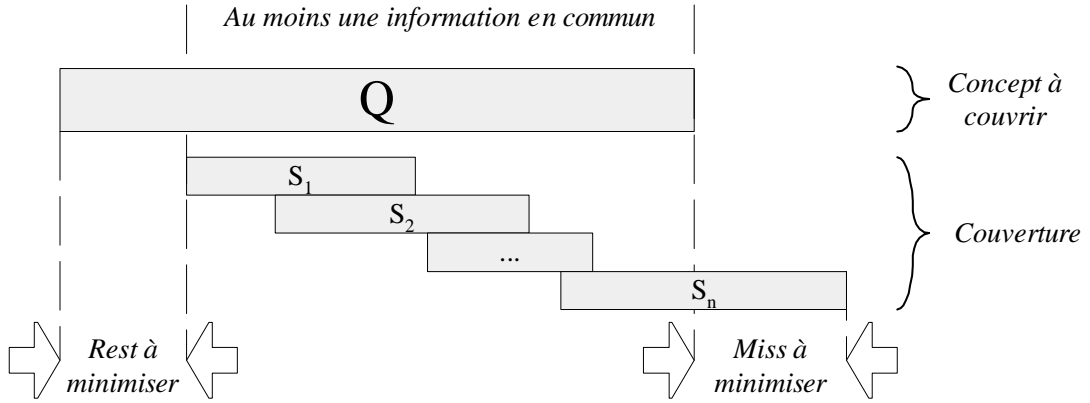 Au moins une information en commun
Q
Concept à
couvrir
S1
S2
...
Sn
Couverture
Rest à
minimiser
Miss à
minimiser